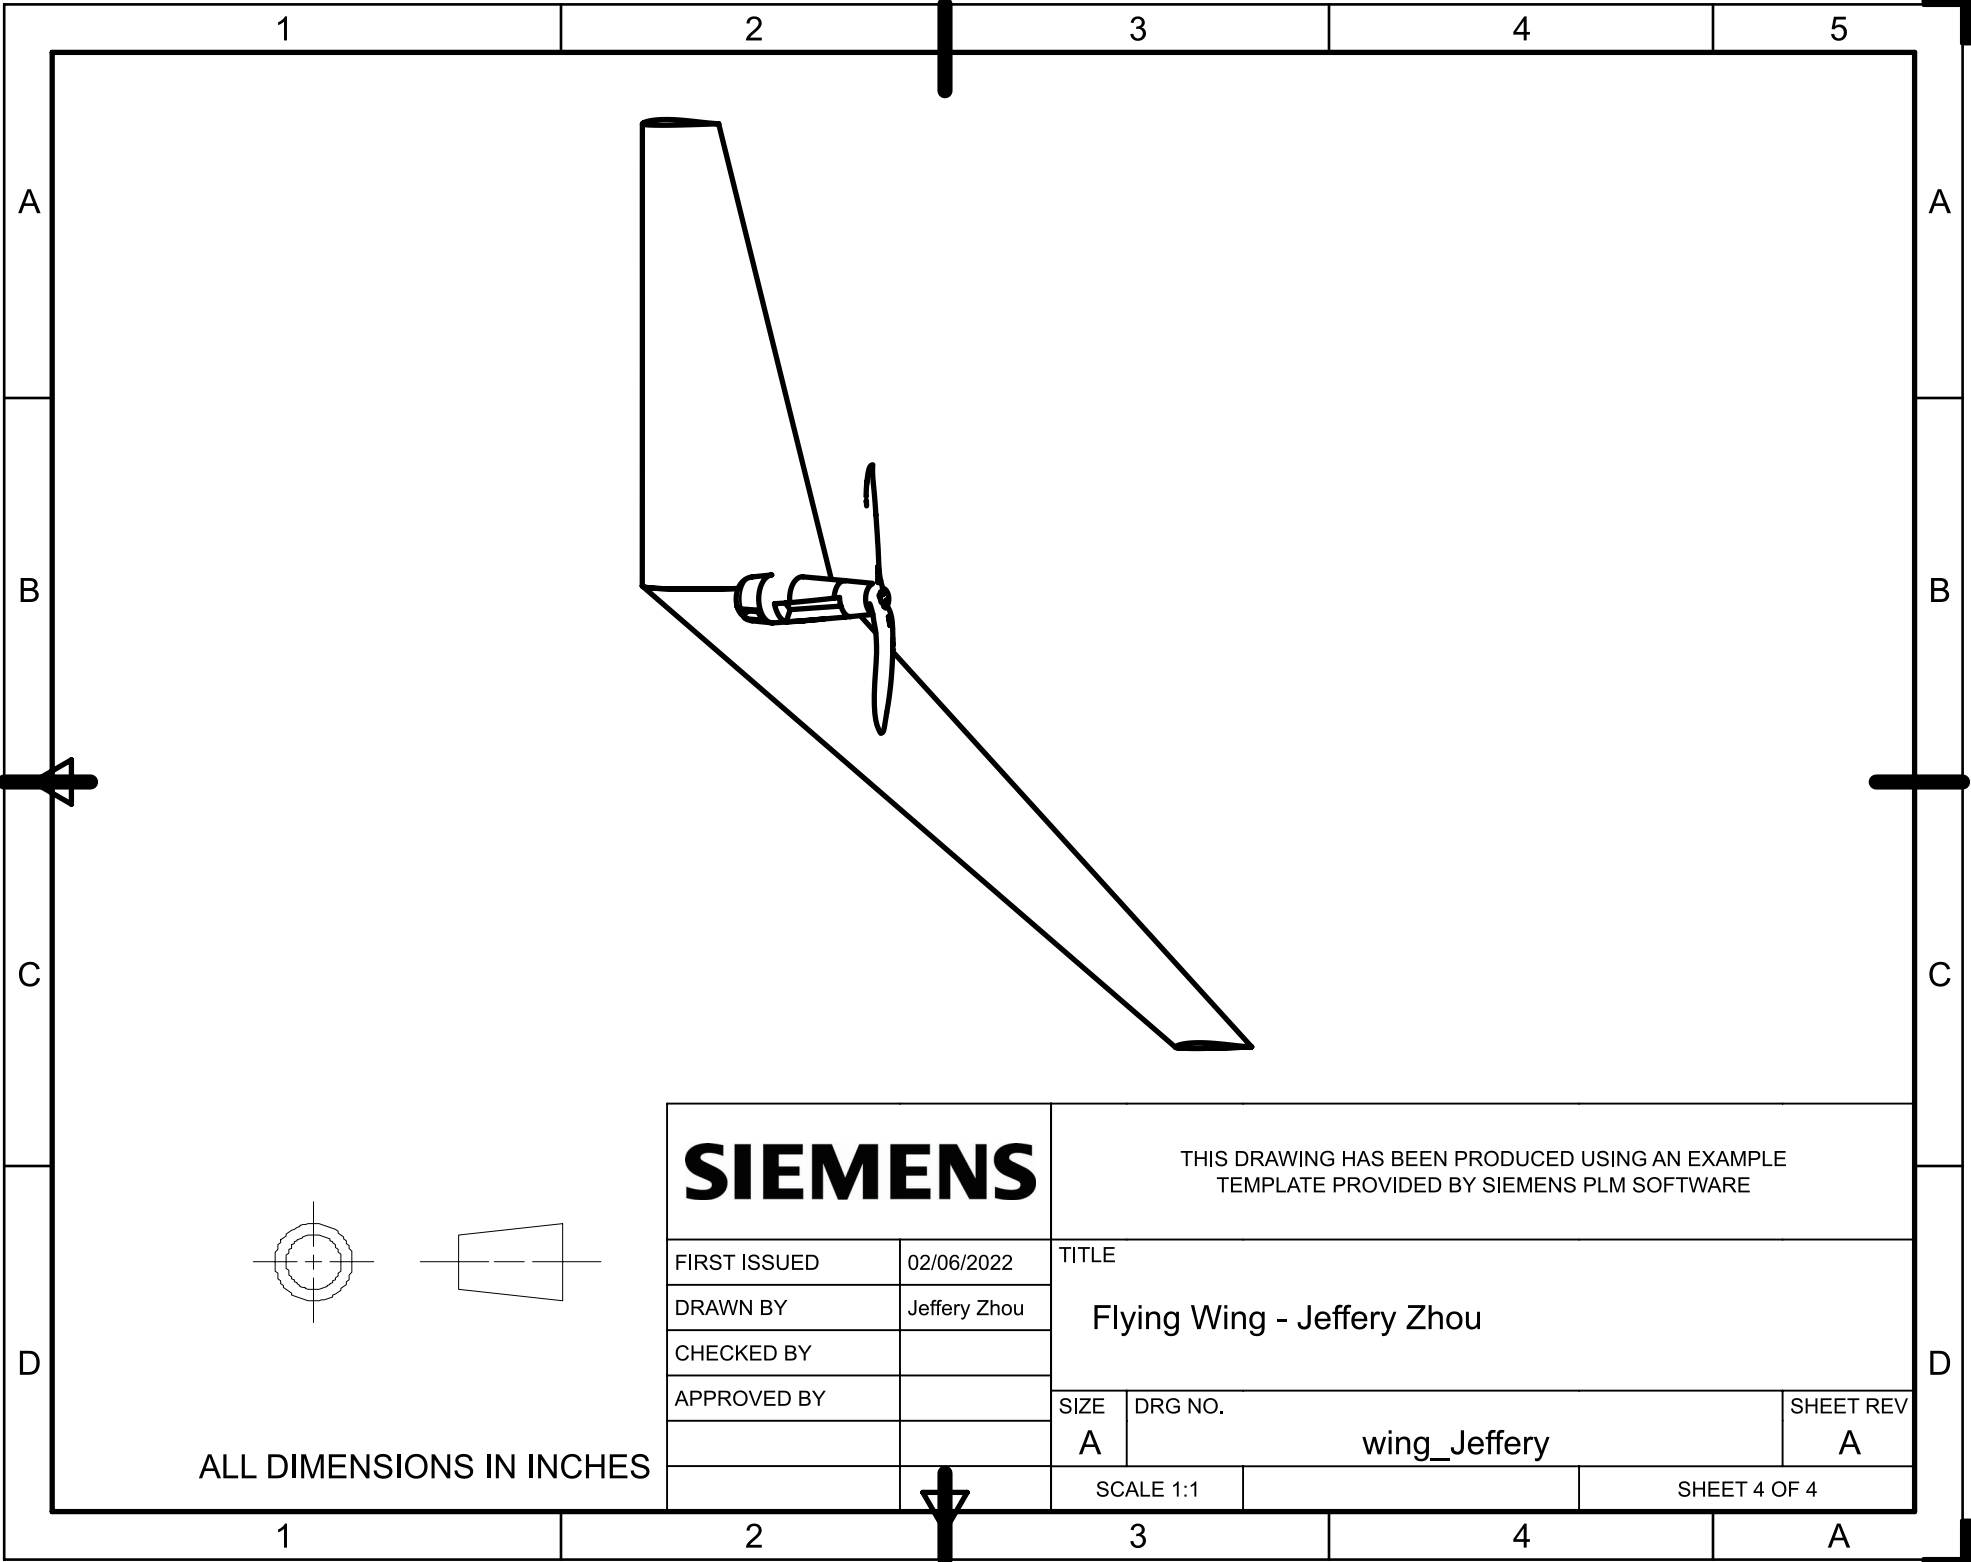 1 2 3 4 5
A A
B B
C C
SIEMENS
THIS DRAWING HAS BEEN PRODUCED USING AN EXAMPLE
TEMPLATE PROVIDED BY SIEMENS PLM SOFTWARE
FIRST ISSUED 02/06/2022
TITLE
DRAWN BY Jeffery Zhou
Flying Wing - Jeffery Zhou
CHECKED BY
D D
APPROVED BY
SIZE DRG NO. SHEET REV
A wing_Jeffery A
ALL DIMENSIONS IN INCHES
SCALE 1:1 SHEET 4 OF 4
1 2 3 4 A